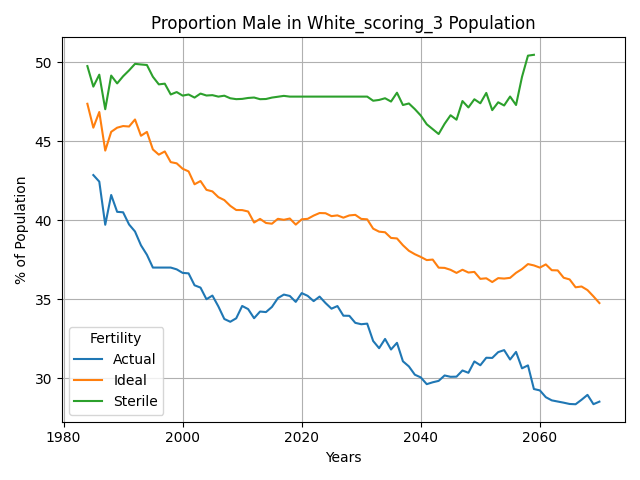 Proportion Male in White_scoring_3 Population
% of Population
50
45
40
35
30
Fertility
Actual
Ideal
Sterile
1980
2000
2020
2040
2060
Years